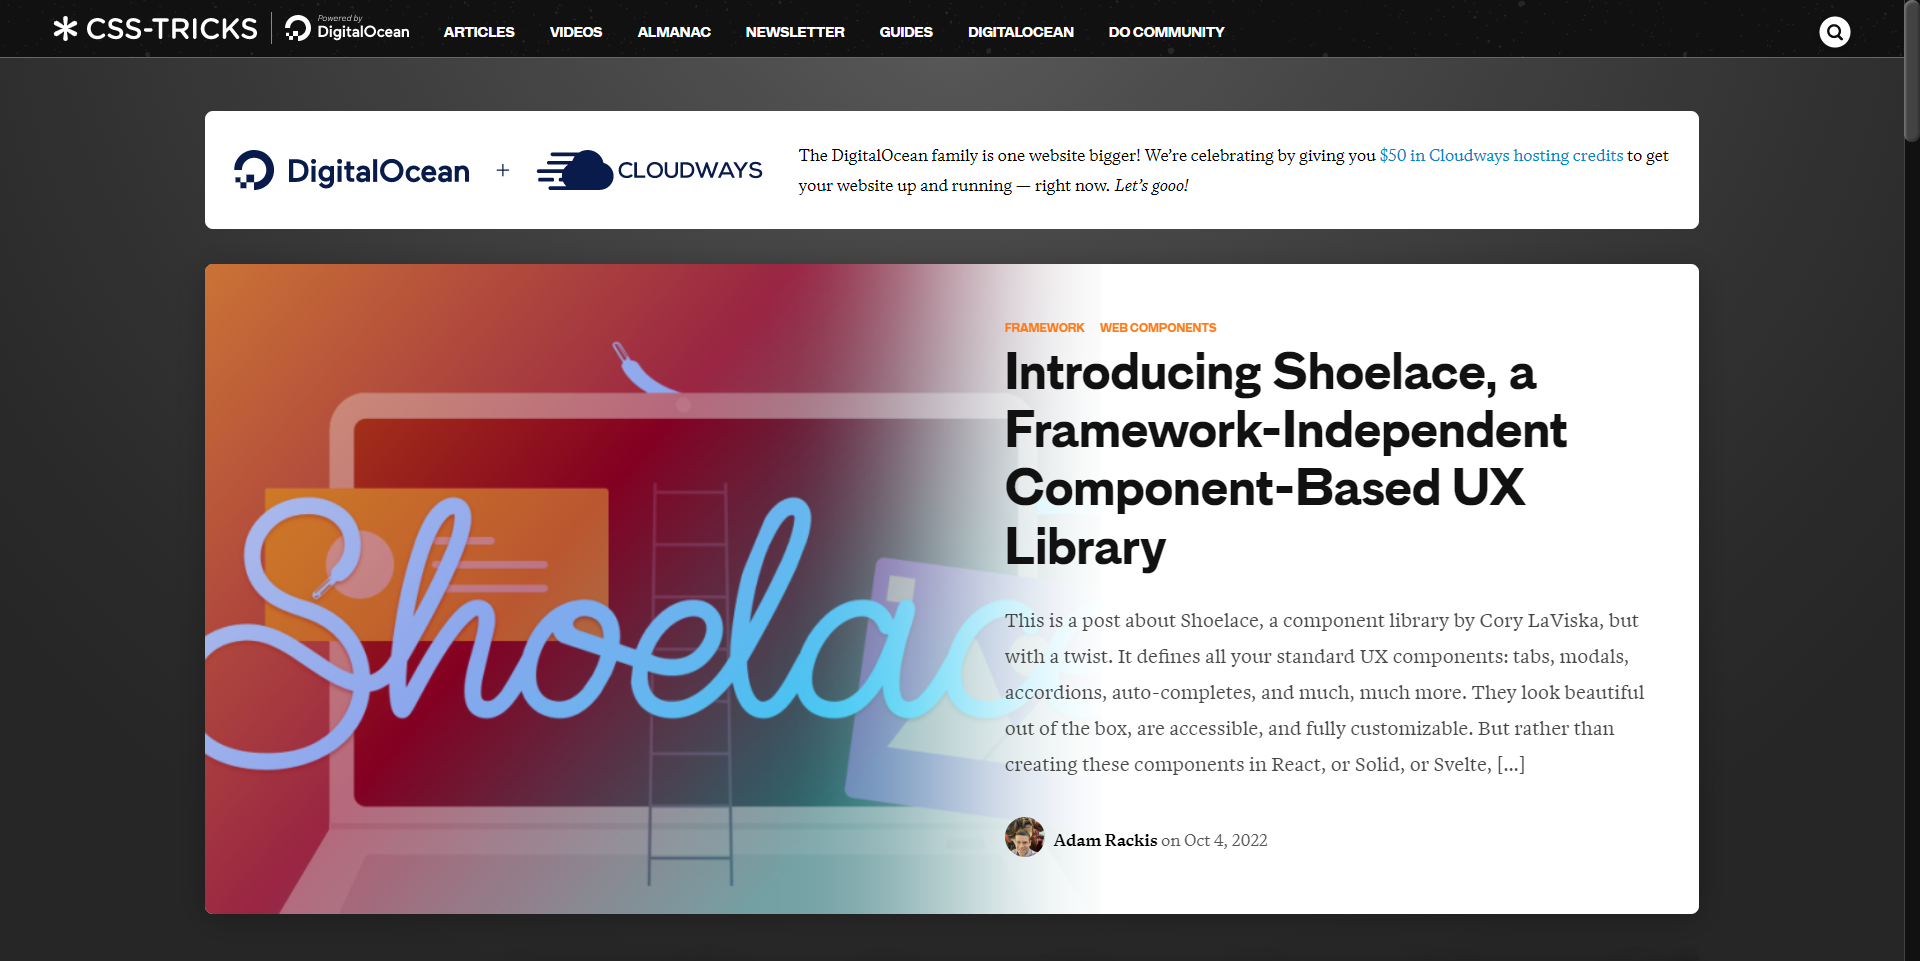 CSS-TRICKS
Powered by
DigitalOcean
ARTICLES
VIDEOS
ALMANAC
NEWSLETTER
GUIDES
DIGITALOCEAN
DO COMMUNITY
DigitalOcean + CLOUDWAYS
The DigitalOcean family is one website bigger! We’re celebrating by giving you $50 in Cloudways hosting credits to get
your website up and running — right now. Let’s gooo!
Shoelace
FRAMEWORK WEB COMPONENTS
Introducing Shoelace, a
Framework-Independent
Component-Based UX
Library
This is a post about Shoelace, a component library by Cory LaViska, but
with a twist. It defines all your standard UX components: tabs, modals,
accordions, auto-completes, and much, much more. They look beautiful
out of the box, are accessible, and fully customizable. But rather than
creating these components in React, or Solid, or Svelte, […]
Adam Rackis on Oct 4, 2022